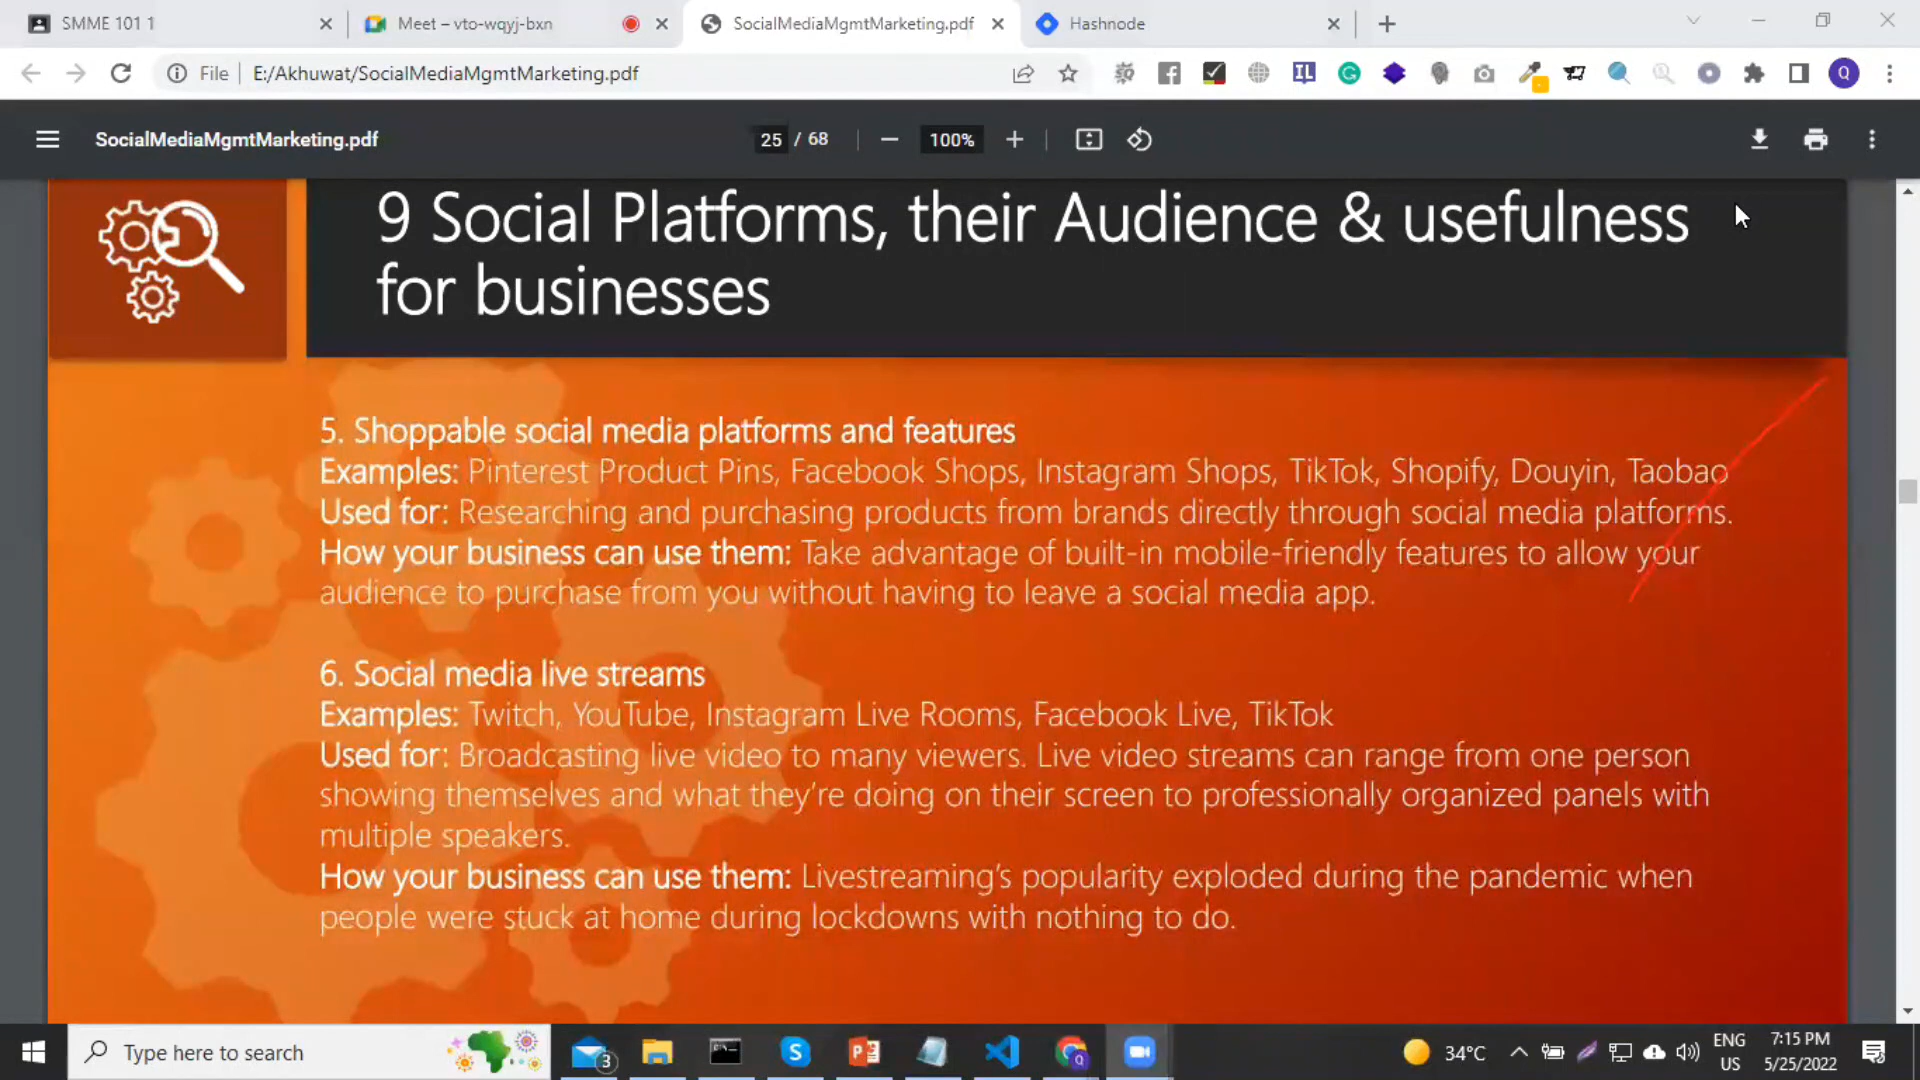 SMME 101 1
Meet – vto-wqyj-bxn
SocialMediaMgmtMarketing.pdf
Hashnode
File
E:/Akhuwat/SocialMediaMgmtMarketing.pdf
IL
Q
SocialMediaMgmtMarketing.pdf
25 / 68
100%
9 Social Platforms, their Audience & usefulness
for businesses
5. Shoppable social media platforms and features
Examples: Pinterest Product Pins, Facebook Shops, Instagram Shops, TikTok, Shopify, Douyin, Taobao
Used for: Researching and purchasing products from brands directly through social media platforms.
How your business can use them: Take advantage of built-in mobile-friendly features to allow your
audience to purchase from you without having to leave a social media app.
6. Social media live streams
Examples: Twitch, YouTube, Instagram Live Rooms, Facebook Live, TikTok
Used for: Broadcasting live video to many viewers. Live video streams can range from one person
showing themselves and what they're doing on their screen to professionally organized panels with
multiple speakers.
How your business can use them: Livestreaming's popularity exploded during the pandemic when
people were stuck at home during lockdowns with nothing to do.
Type here to search
3
34°C
ENG
US
7:15 PM
5/25/2022